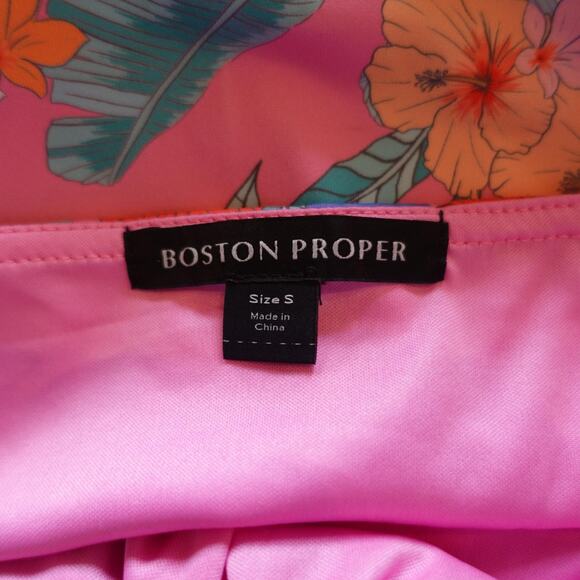 BOSTON PROPER
Size S
Made in
China